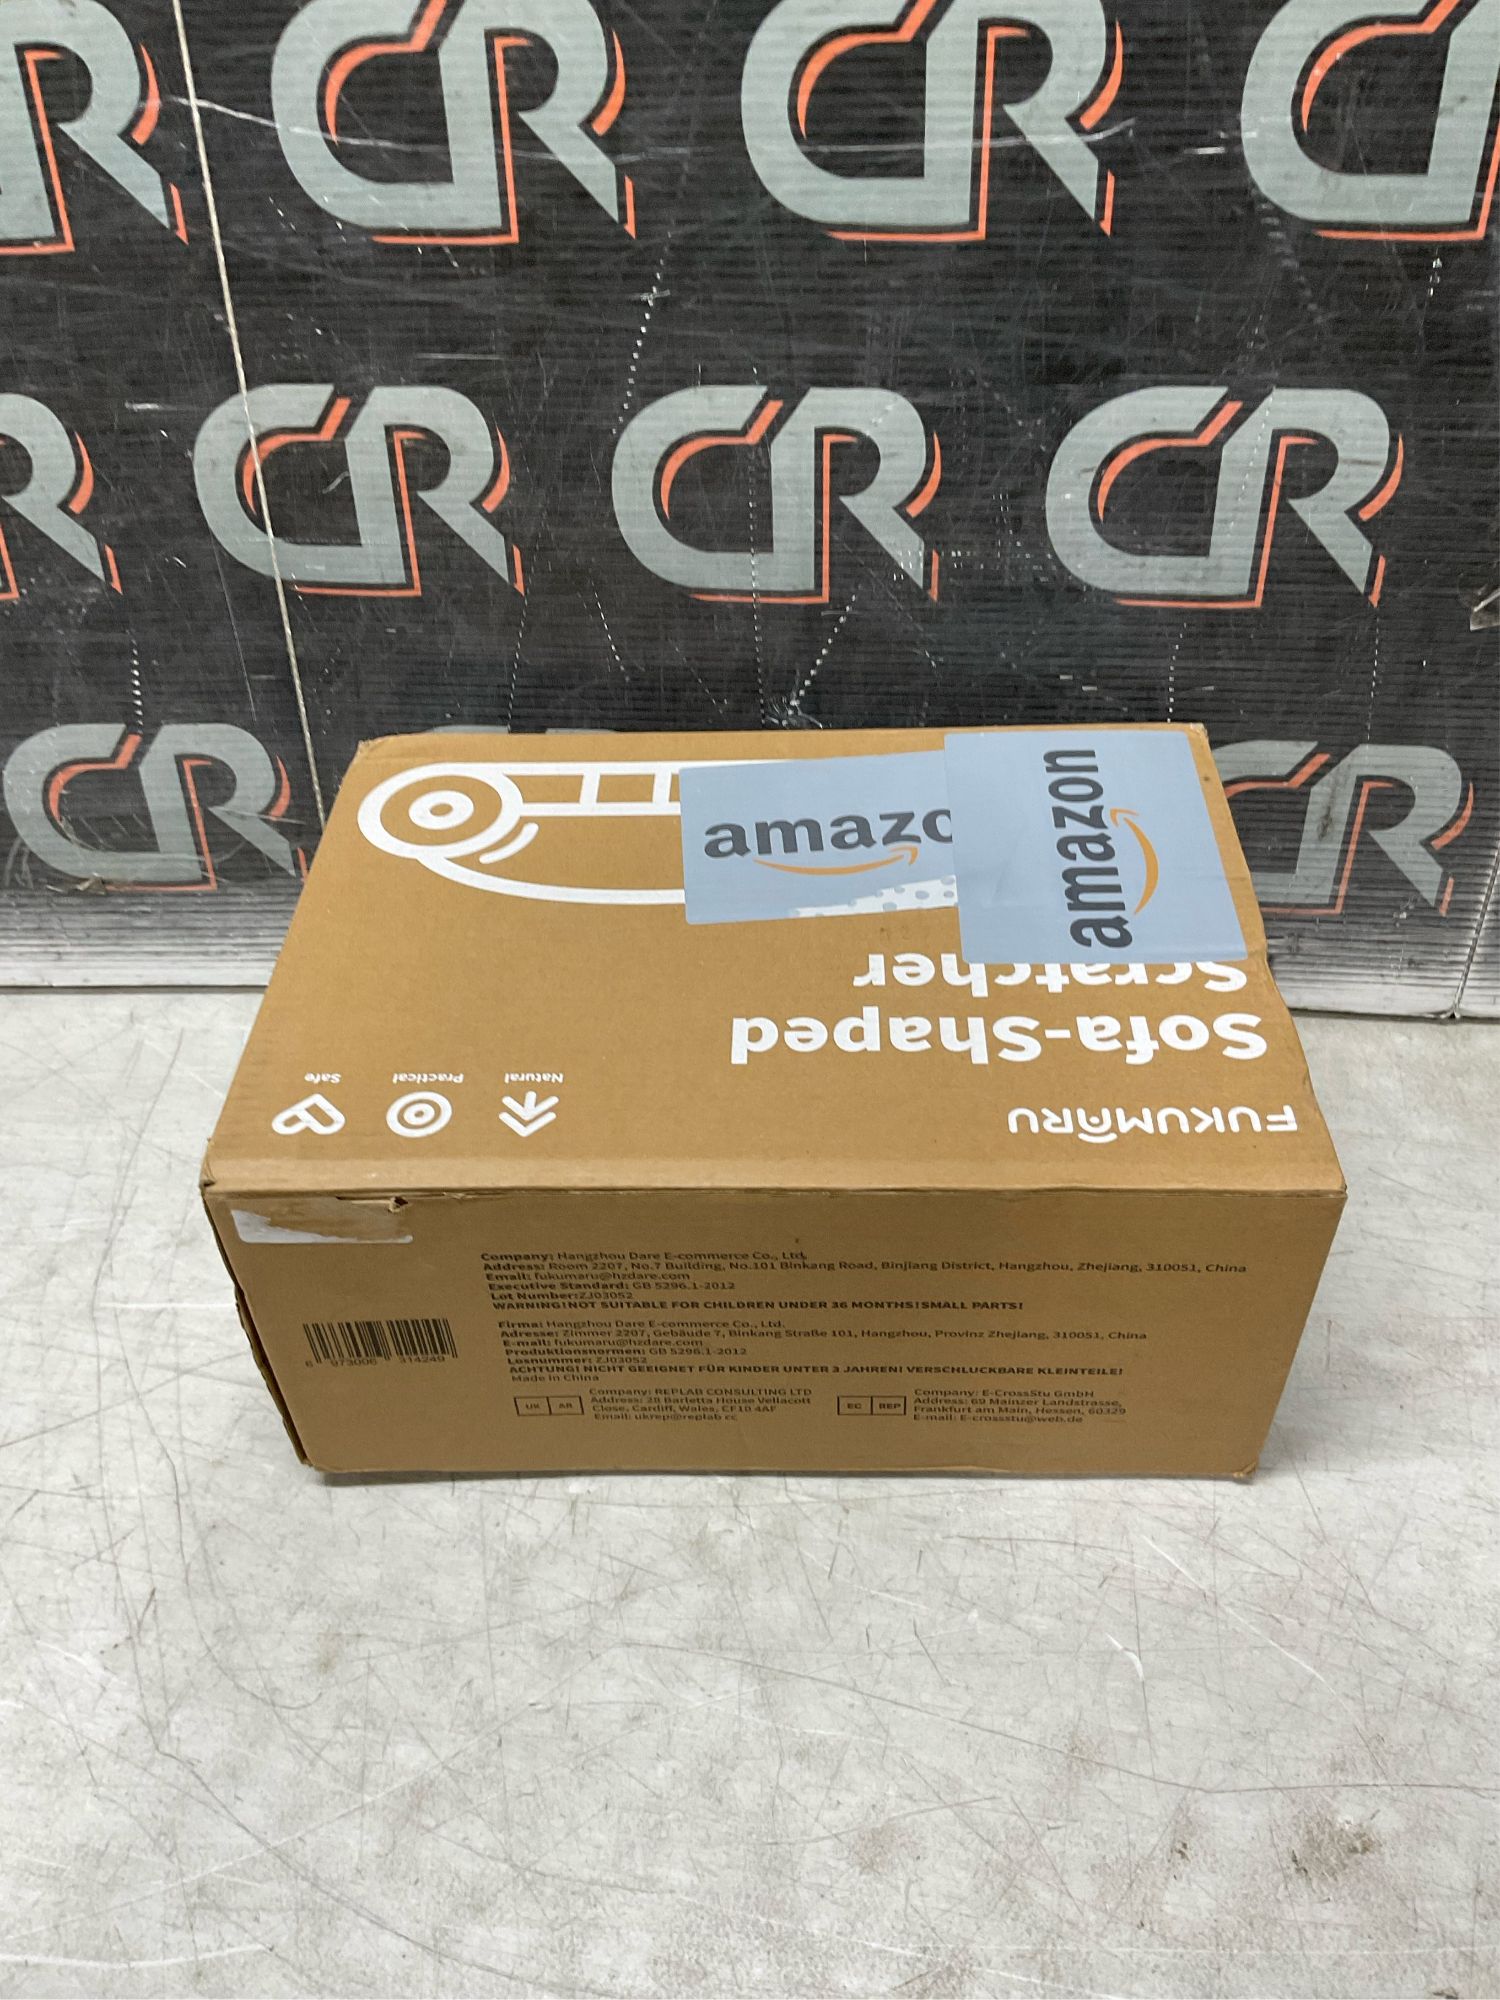 CR CR CR CR
CR CR CR CR
CR CR
amazo
amazon
Scratcher
Sofa-Shaped
FUKUMARU
Natural
Practical
Safe
Company: Hangzhou Dare E-commerce Co., Ltd.
Address: Room 2207, No.7 Building, No.101 Binkang Road, Binjiang District, Hangzhou, Zhejiang, 310051, China
Email: fukumaru@hzdare.com
Executive Standard: GB 5296.1-2012
Lot Number:ZJ03052
WARNING!NOT SUITABLE FOR CHILDREN UNDER 36 MONTHS!SMALL PARTS!
Firma: Hangzhou Dare E-commerce Co., Ltd.
Adresse: Zimmer 2207, Gebäude 7, Binkang Straße 101, Hangzhou, Provinz Zhejiang, 310051, China
E-mail: fukumaru@hzdare.com
Produktionsnormen: GB 5296.1-2012
Losnummer: ZJ03052
ACHTUNG! NICHT GEEIGNET FÜR KINDER UNTER 3 JAHREN! VERSCHLUCKBARE KLEINTEILE!
Made in China
6 973006 314249
UK AR
Company: REPLAB CONSULTING LTD
Address: 28 Barletta House Vellacott
Close, Cardiff, Wales, CF10 4AF
Email: ukrep@replab cc
EC REP
Company: E-CrossStu GmbH
Address: 69 Mainzer Landstrasse,
Frankfurt am Main, Hessen, 60329
E-mail: E-crossstu@web.de